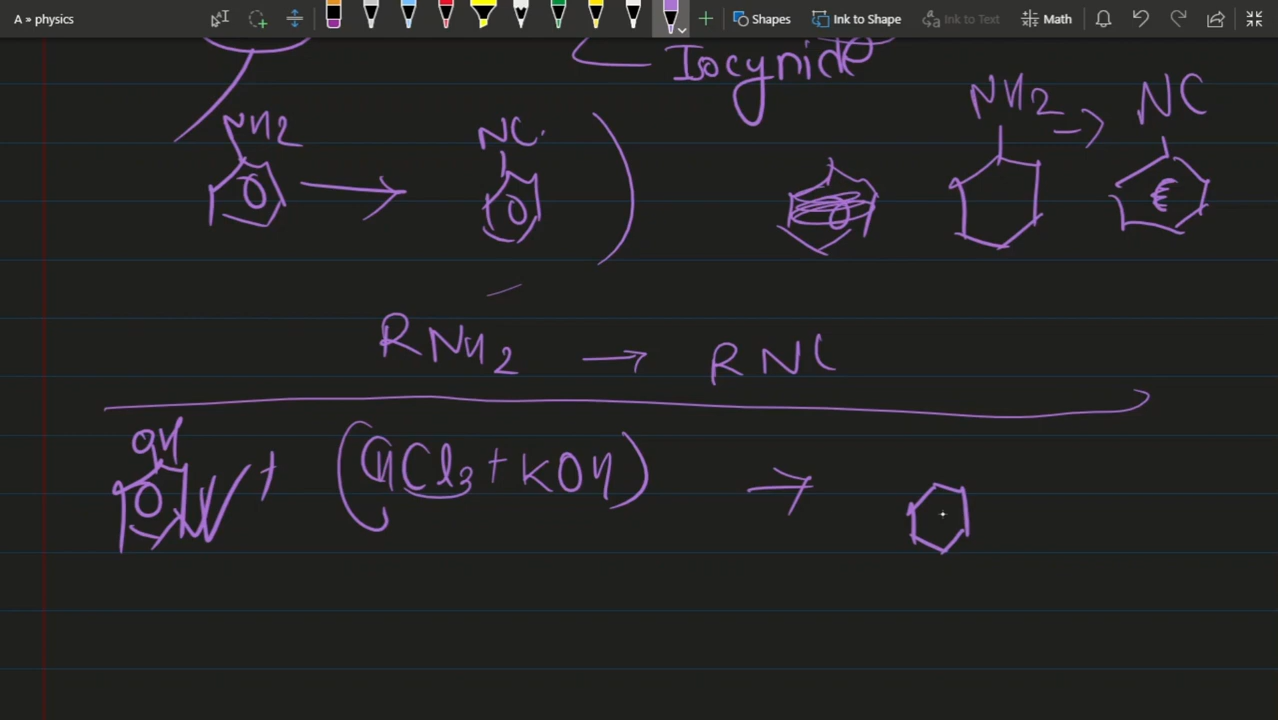 A » physics
Shapes
Ink to Shape
Ink to Text
Math
Isocynide
NH2 → NC
NH2 → NC.
RNH2 → RNC
OH + (CHCl3 + KOH) →